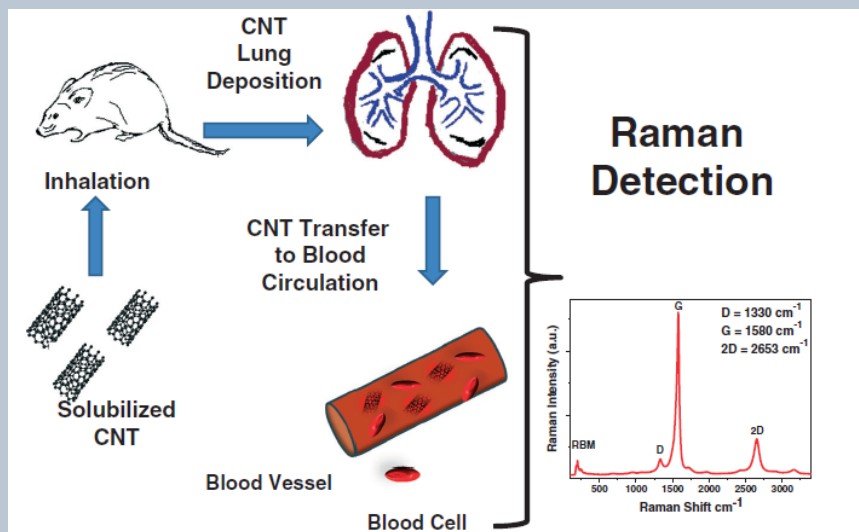 CNT
Lung
Deposition
Inhalation
Raman
Detection
CNT Transfer
to Blood
Circulation
Solubilized
CNT
Blood Vessel
Blood Cell
G
D = 1330 cm⁻¹
G = 1580 cm⁻¹
2D = 2653 cm⁻¹
Raman Intensity (a.u.)
RBM
D
2D
500 1000 1500 2000 2500 3000
Raman Shift cm⁻¹